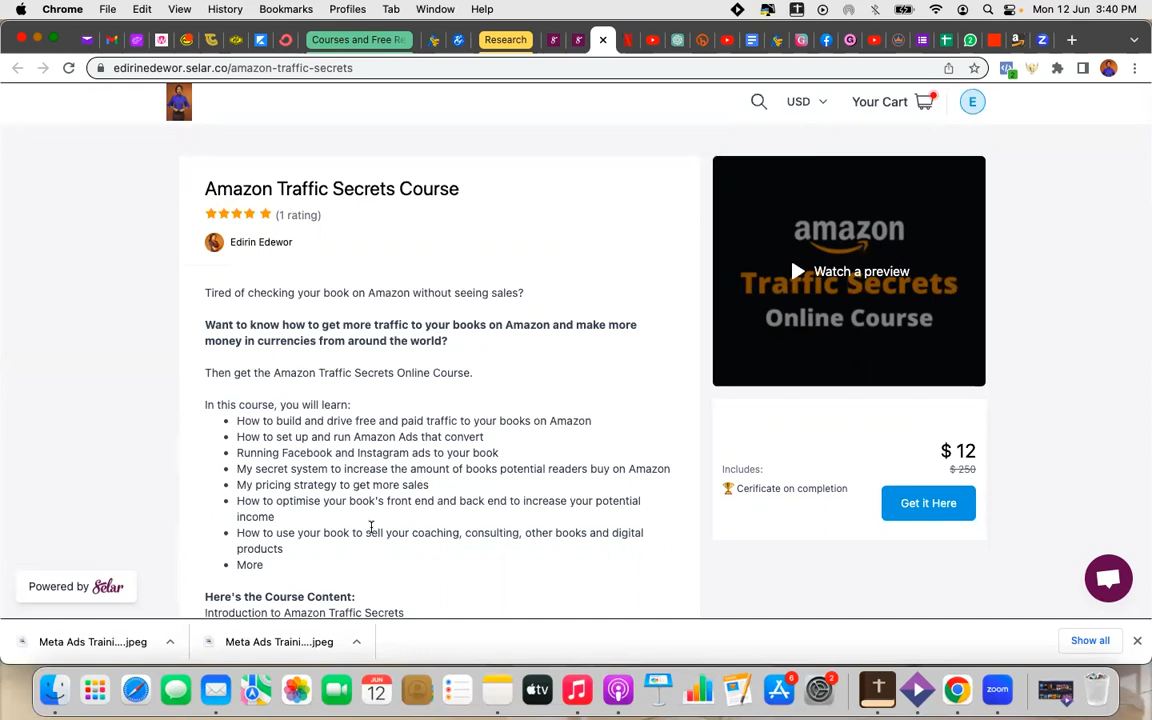 Chrome File Edit View History Bookmarks Profiles Tab Window Help Mon 12 Jun 3:40 PM
Courses and Free Re
Research
edirinedewor.selar.co/amazon-traffic-secrets
USD Your Cart E
Amazon Traffic Secrets Course
(1 rating)
Edirin Edewor
Tired of checking your book on Amazon without seeing sales?
Want to know how to get more traffic to your books on Amazon and make more
money in currencies from around the world?
Then get the Amazon Traffic Secrets Online Course.
In this course, you will learn:
How to build and drive free and paid traffic to your books on Amazon
How to set up and run Amazon Ads that convert
Running Facebook and Instagram ads to your book
My secret system to increase the amount of books potential readers buy on Amazon
My pricing strategy to get more sales
How to optimise your book's front end and back end to increase your potential
income
How to use your book to sell your coaching, consulting, other books and digital
products
More
Here's the Course Content:
Introduction to Amazon Traffic Secrets
amazon
Watch a preview
Traffic Secrets
Online Course
$ 12
Includes:
$ 250
Cerificate on completion
Get it Here
Powered by Selar
Meta Ads Traini....jpeg
Meta Ads Traini....jpeg
Show all
JUN
12
tv
zoom
6
2